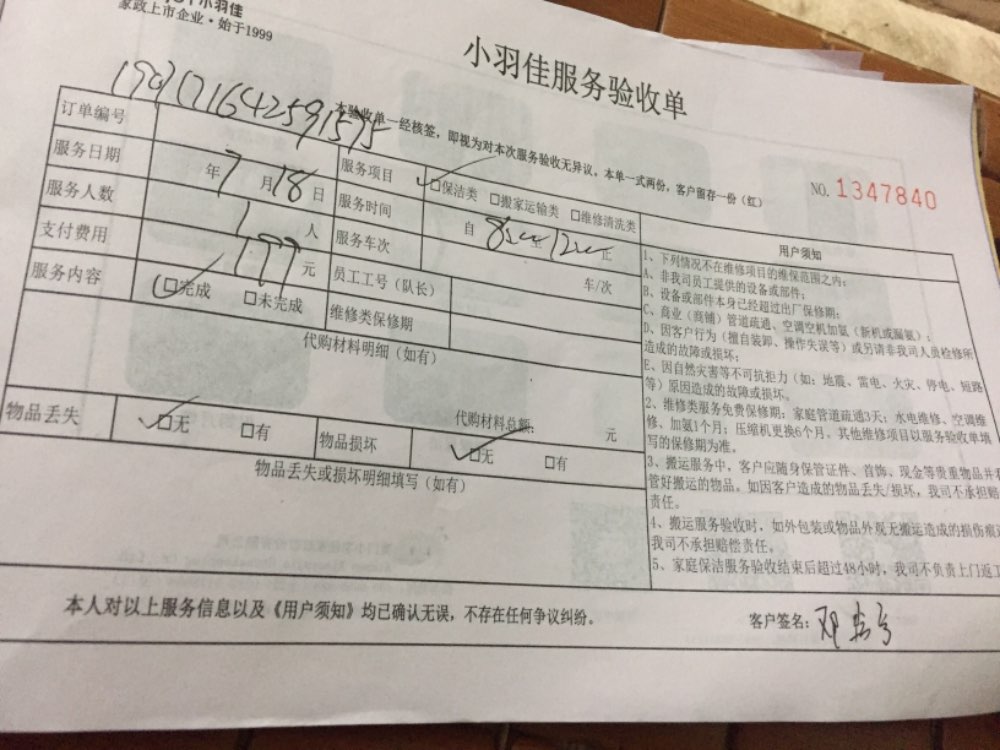 小羽佳
家政上市企业·始于1999
小羽佳服务验收单
本验收单一经核签，即视为对本次服务验收无异议。本单一式两份，客户留存一份（红）
NO. 1347840
订单编号
服务项目 □保洁类 □搬家运输类 □维修清洗类
服务日期 年7月18日
服务时间 自 8:00 至 12:00 止
服务人数 1 人
服务车次 车/次
支付费用 199 元
员工工号（队长）
服务内容 □完成 □未完成
维修类保修期
代购材料明细（如有）
代购材料总额： 元
物品丢失 □无 □有
物品损坏 □无 □有
物品丢失或损坏明细填写（如有）
用户须知
1、下列情况不在维修项目的维保范围之内：
A、非我司员工提供的设备或部件；
B、设备或部件本身已经超过出厂保修期；
C、商业（商铺）管道疏通、空调空机加氨（新机或漏氨）；
D、因客户行为（擅自装卸、操作失误等）或另请非我司人员检修所
造成的故障或损坏；
E、因自然灾害等不可抗拒力（如：地震、雷电、火灾、停电、短路
等）原因造成的故障或损坏。
2、维修类服务免费保修期：家庭管道疏通3天；水电维修、空调维
修、加氨1个月；压缩机更换6个月。其他维修项目以服务验收单填
写的保修期为准。
3、搬运服务中，客户应随身保管证件、首饰、现金等贵重物品并
管好搬运的物品。如因客户造成的物品丢失/损坏，我司不承担赔
责任。
4、搬运服务验收时，如外包装或物品外观无搬运造成的损伤痕
我司不承担赔偿责任。
5、家庭保洁服务验收结束后超过48小时，我司不负责上门返工
本人对以上服务信息以及《用户须知》均已确认无误，不存在任何争议纠纷。
客户签名：